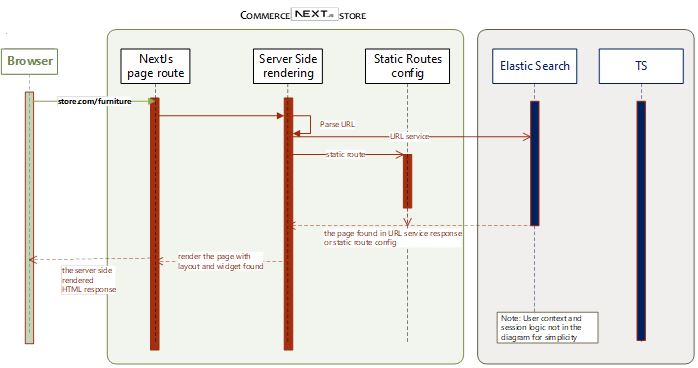 COMMERCE NEXT.JS STORE
Browser
NextJs
page route
Server Side
rendering
Static Routes
config
Elastic Search
TS
store.com/furniture
Parse URL
URL service
static route
the page found in URL service response
or static route config
render the page with
layout and widget found
the server side
rendered
HTML response
Note: User context and
session logic not in the
diagram for simplicity